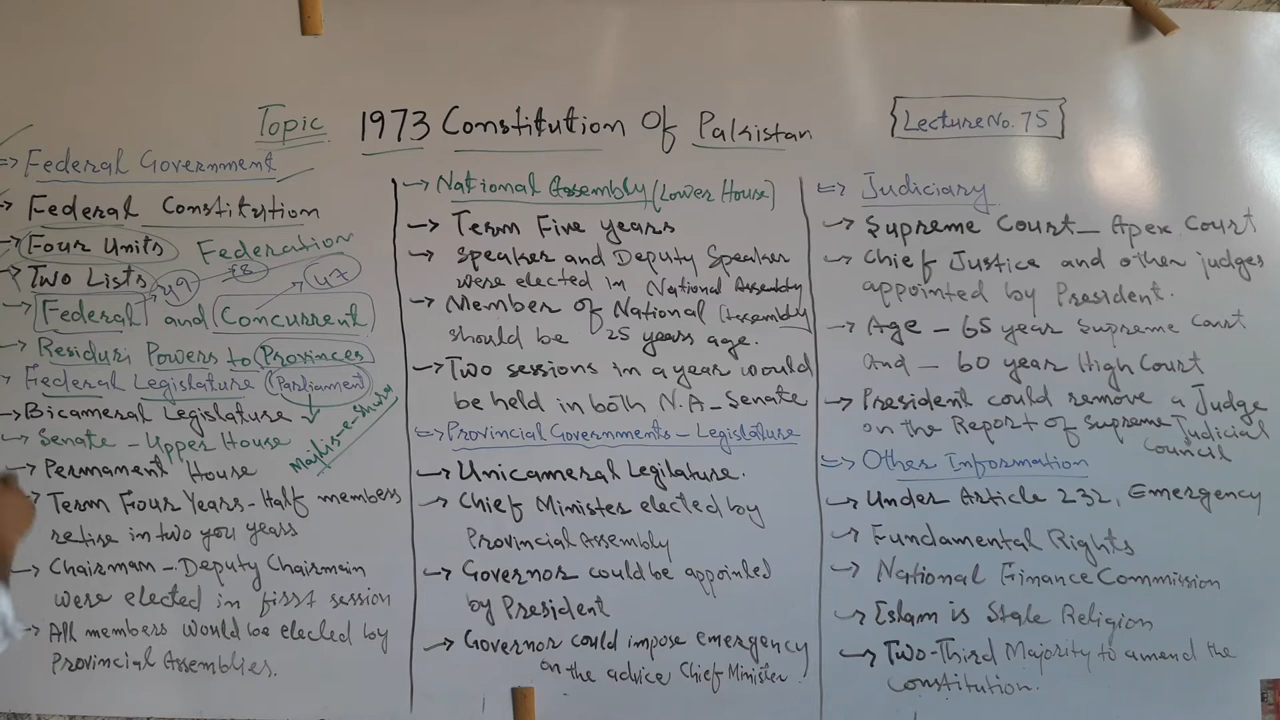 Topic 1973 Constitution Of Pakistan
Lecture No. 75
=> Federal Government
→ Federal Constitution
→ Four Units Federation
→ Two Lists 49 FB 47
→ Federal and Concurrent
→ Residuri Powers to Provinces
→ Federal Legislature (Parliament)
Majlis-e-Shura
→ Bicameral Legislature
→ Senate - Upper House
→ Permanent House
→ Term Four Years - Half members
retire in two you years
→ Chairman - Deputy Chairmain
were elected in first session
→ All members would be elected by
Provincial Assemblies.
→ National Assembly (Lower House)
→ Term Five years
→ Speaker and Deputy Speaker
were elected in National Assembly
→ Member of National Assembly
should be 25 years age.
→ Two sessions in a year would
be held in both N.A - Senate
=> Provincial Governments - Legislature
→ Unicameral Legilature.
→ Chief Minister elected by
Provincial Assembly
→ Governor could be appointed
by President
→ Governor could impose emergency
on the advice Chief Minister.
=> Judiciary
→ Supreme Court - Apex Court
→ Chief Justice and other judges
appointed by President.
→ Age - 65 year Supreme Court
And - 60 year High Court
→ President could remove a Judge
on the Report of Supreme Judicial
Council
=> Other Information
→ Under Article 232, Emergency
→ Fundamental Rights
→ National Finance Commission
→ Islam is State Religion
→ Two-Third Majority to amend the
Constitution.